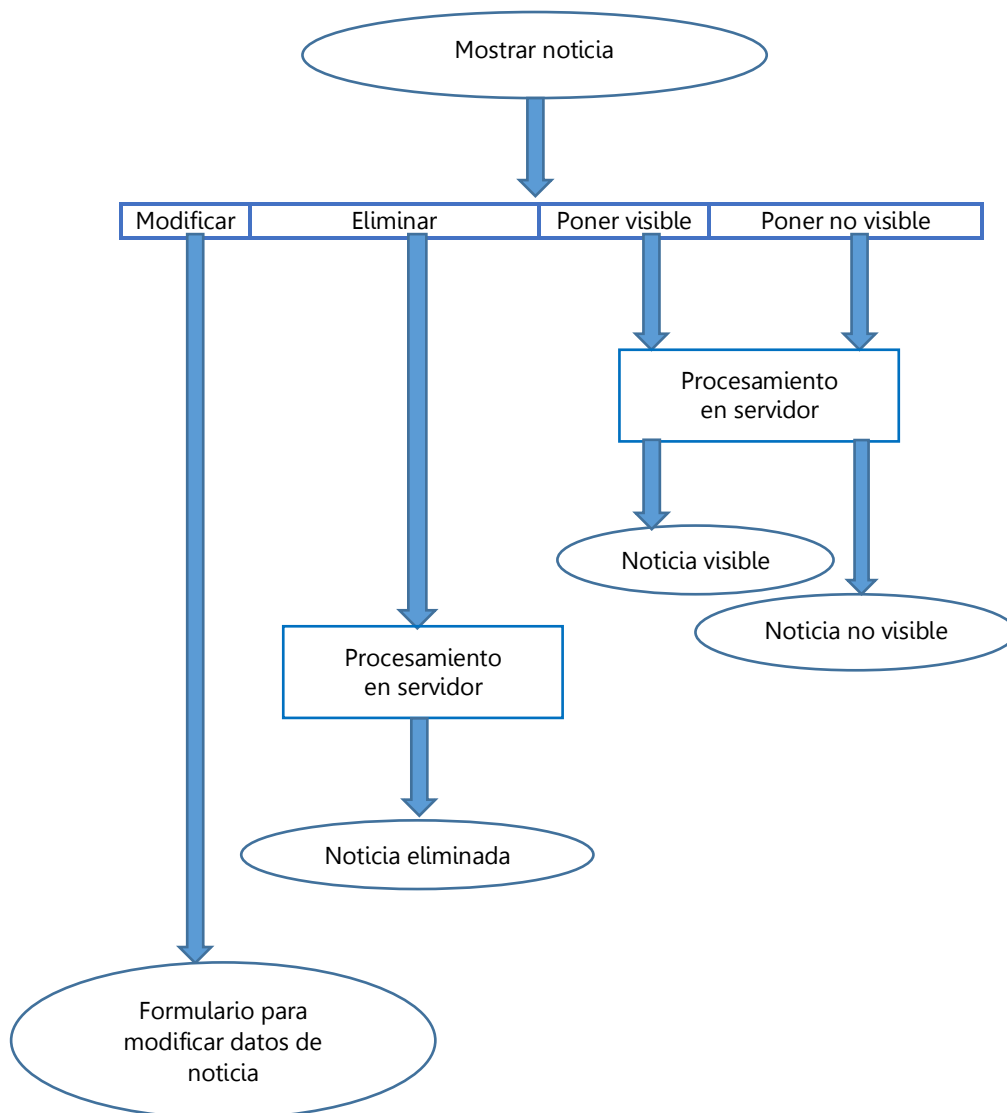 Mostrar noticia
Modificar Eliminar Poner visible Poner no visible
Procesamiento
en servidor
Noticia visible
Noticia no visible
Procesamiento
en servidor
Noticia eliminada
Formulario para
modificar datos de
noticia